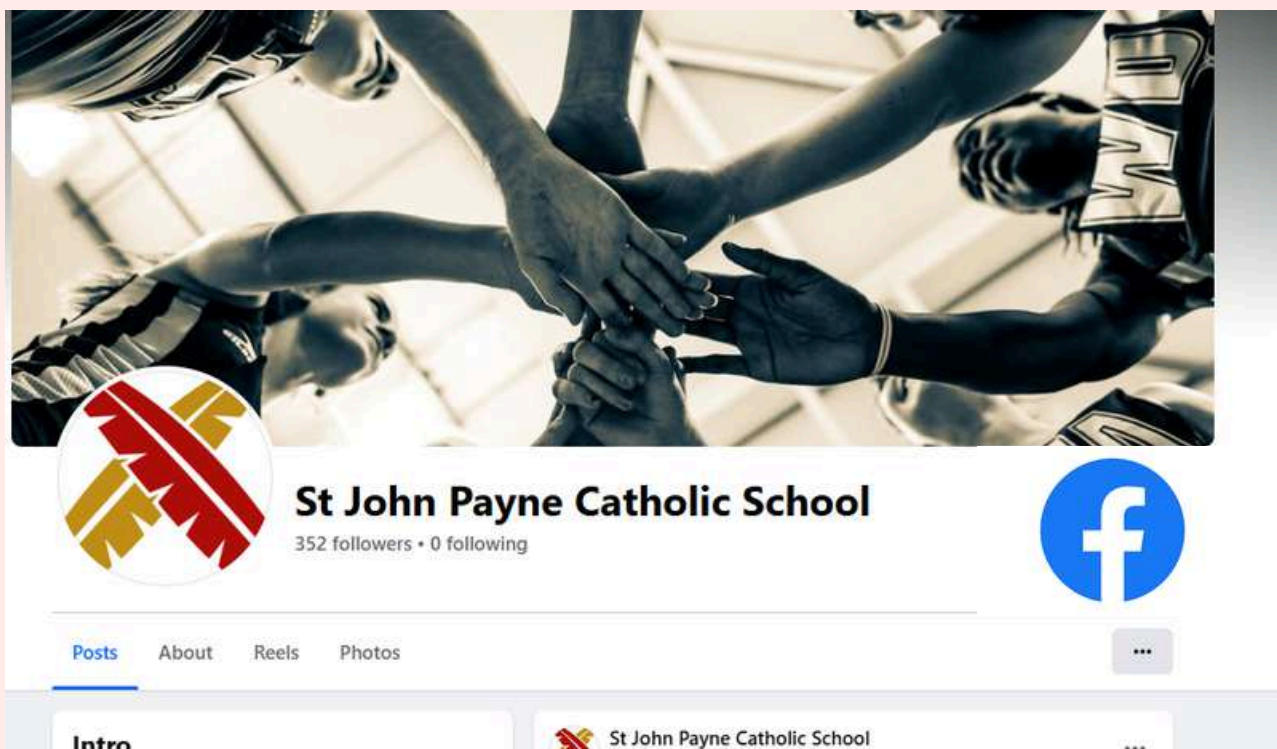 WD
St John Payne Catholic School
352 followers • 0 following
Posts About Reels Photos
Intro
St John Payne Catholic School